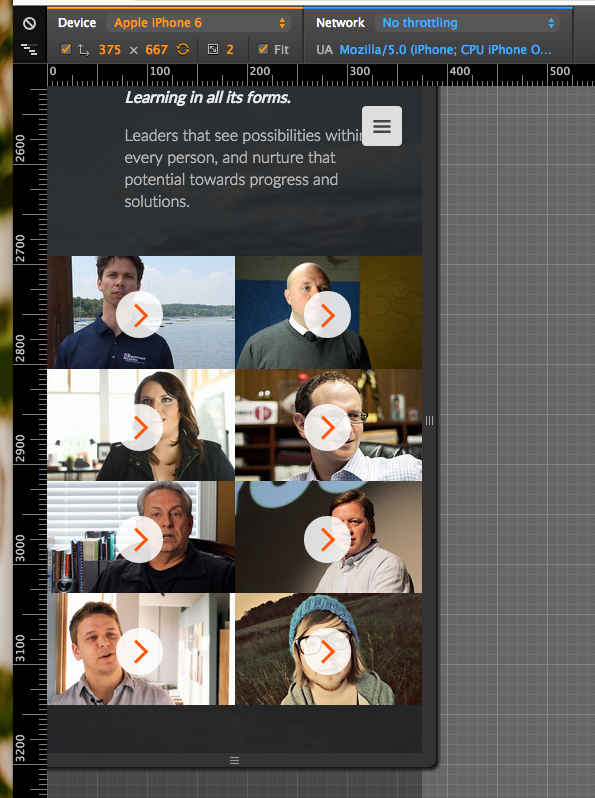 Device Apple iPhone 6 Network No throttling
375 × 667 2 Fit UA Mozilla/5.0 (iPhone; CPU iPhone O...
0 100 200 300 400 500
2600
2700
2800
2900
3000
3100
3200
Learning in all its forms.
Leaders that see possibilities within
every person, and nurture that
potential towards progress and
solutions.